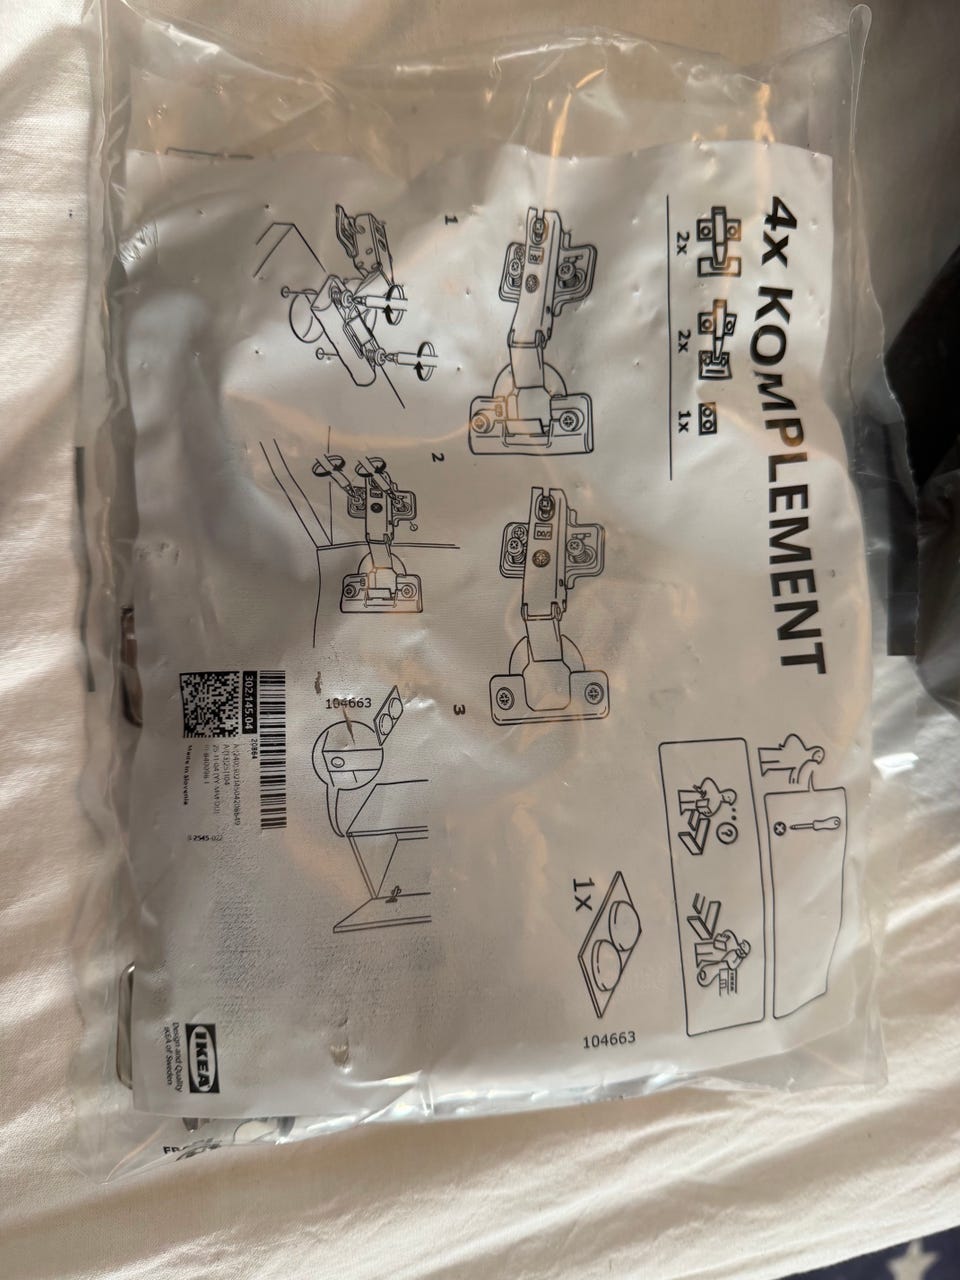 4x KOMPLEMENT
2x
2x
1x
1
2
3
104663
1x
104663
302.145.04
20864
Made in Slovenia
IKEA
Design and Quality
IKEA of Sweden